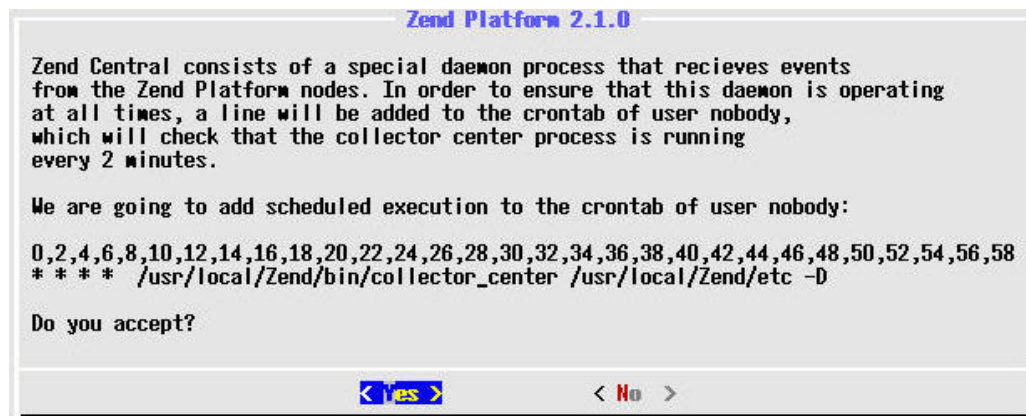 Zend Platform 2.1.0
Zend Central consists of a special daemon process that recieves events
from the Zend Platform nodes. In order to ensure that this daemon is operating
at all times, a line will be added to the crontab of user nobody,
which will check that the collector center process is running
every 2 minutes.
We are going to add scheduled execution to the crontab of user nobody:
0,2,4,6,8,10,12,14,16,18,20,22,24,26,28,30,32,34,36,38,40,42,44,46,48,50,52,54,56,58
* * * *  /usr/local/Zend/bin/collector_center /usr/local/Zend/etc -D
Do you accept?
< Yes > < No >